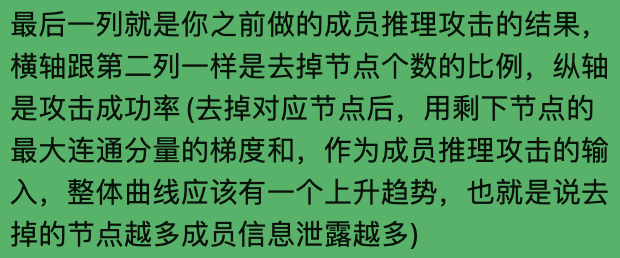 最后一列就是你之前做的成员推理攻击的结果，
横轴跟第二列一样是去掉节点个数的比例，纵轴
是攻击成功率(去掉对应节点后，用剩下节点的
最大连通分量的梯度和，作为成员推理攻击的输
入，整体曲线应该有一个上升趋势，也就是说去
掉的节点越多成员信息泄露越多)